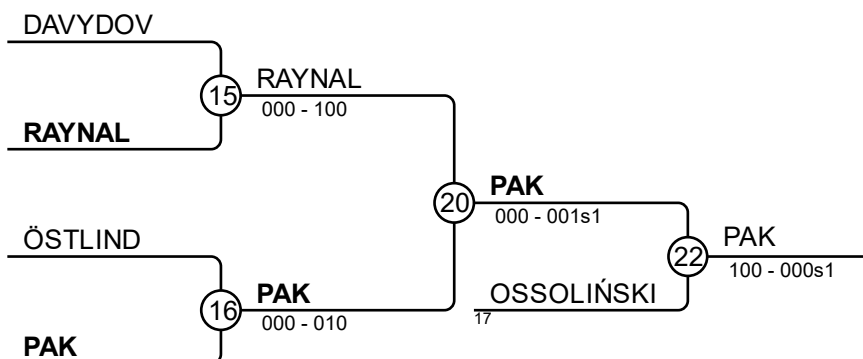 DAVYDOV
15
RAYNAL
000 - 100
RAYNAL
20
PAK
000 - 001s1
ÖSTLIND
22
PAK
100 - 000s1
16
PAK
000 - 010
OSSOLIŃSKI
17
PAK